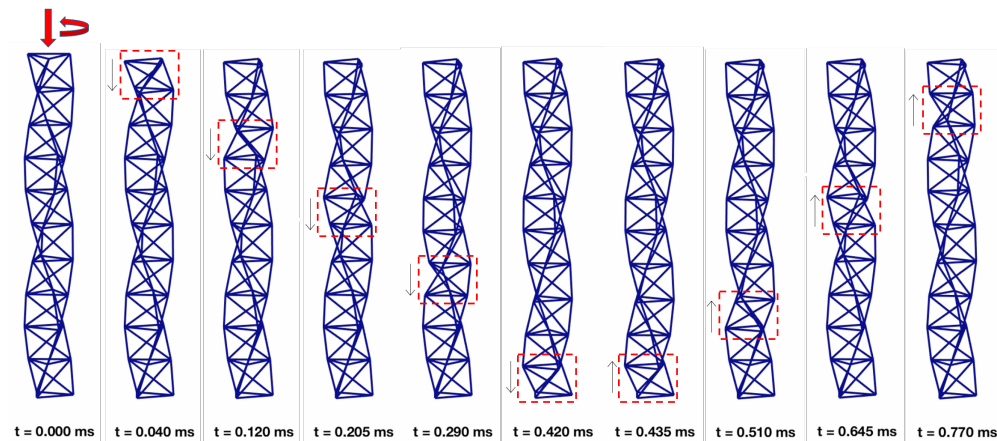 t = 0.000 ms t = 0.040 ms t = 0.120 ms t = 0.205 ms t = 0.290 ms t = 0.420 ms t = 0.435 ms t = 0.510 ms t = 0.645 ms t = 0.770 ms